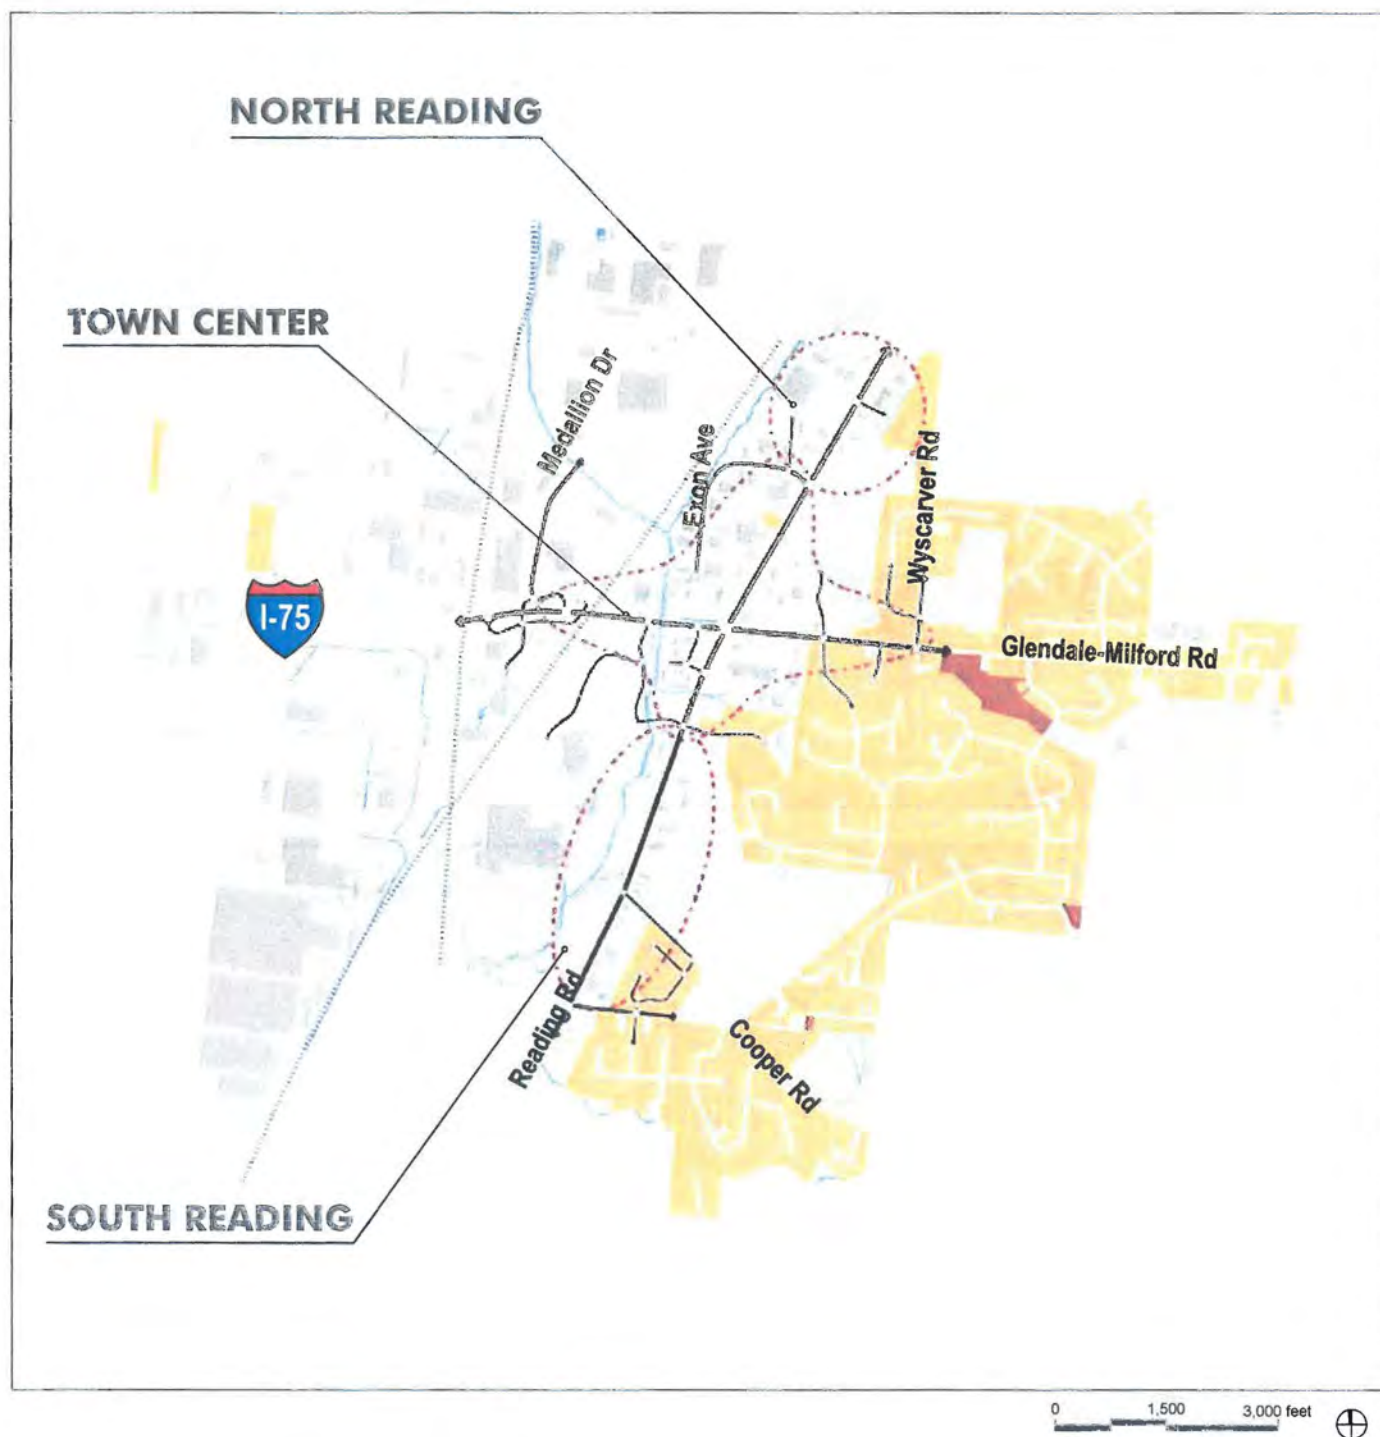 NORTH READING
TOWN CENTER
Medallion Dr
Exon Ave
Wyscarver Rd
I-75
Glendale-Milford Rd
Reading Rd
Cooper Rd
SOUTH READING
0 1,500 3,000 feet